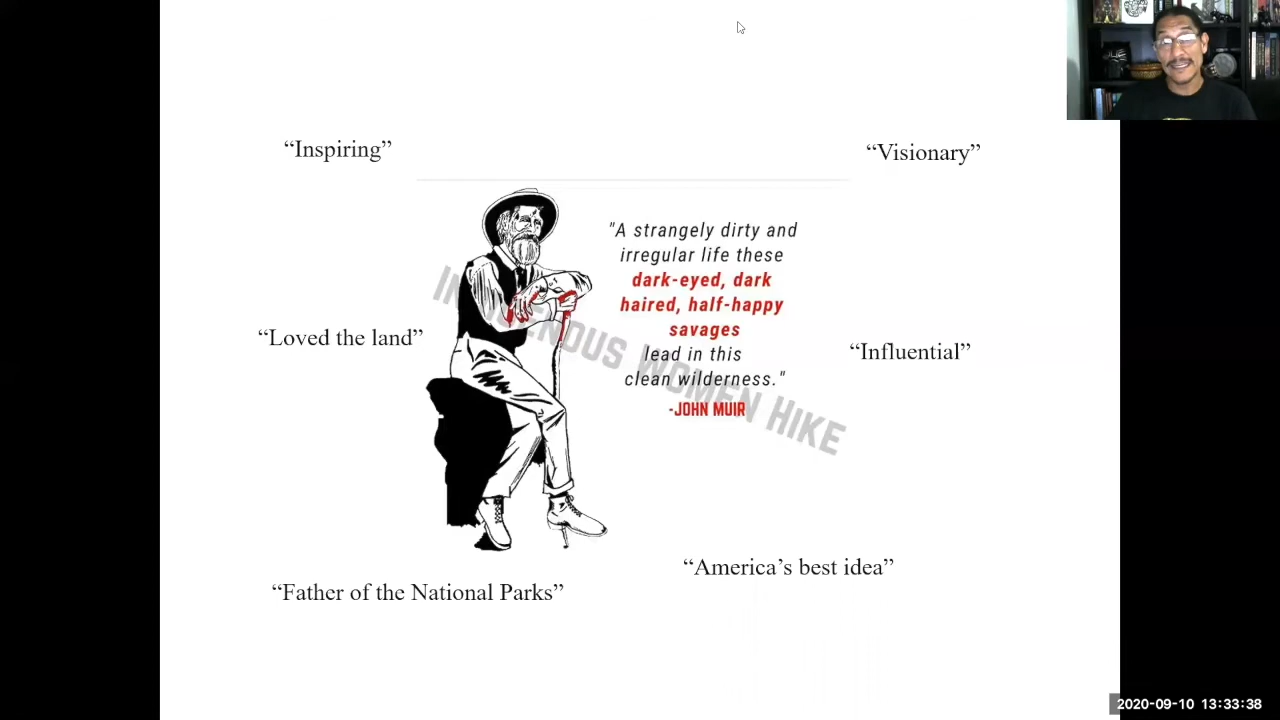 “Inspiring”
“Visionary”
"A strangely dirty and
irregular life these
dark-eyed, dark
haired, half-happy
savages
lead in this
clean wilderness."
-JOHN MUIR
INDIGENOUS WOMEN HIKE
“Loved the land”
“Influential”
“America’s best idea”
“Father of the National Parks”
2020-09-10 13:33:38